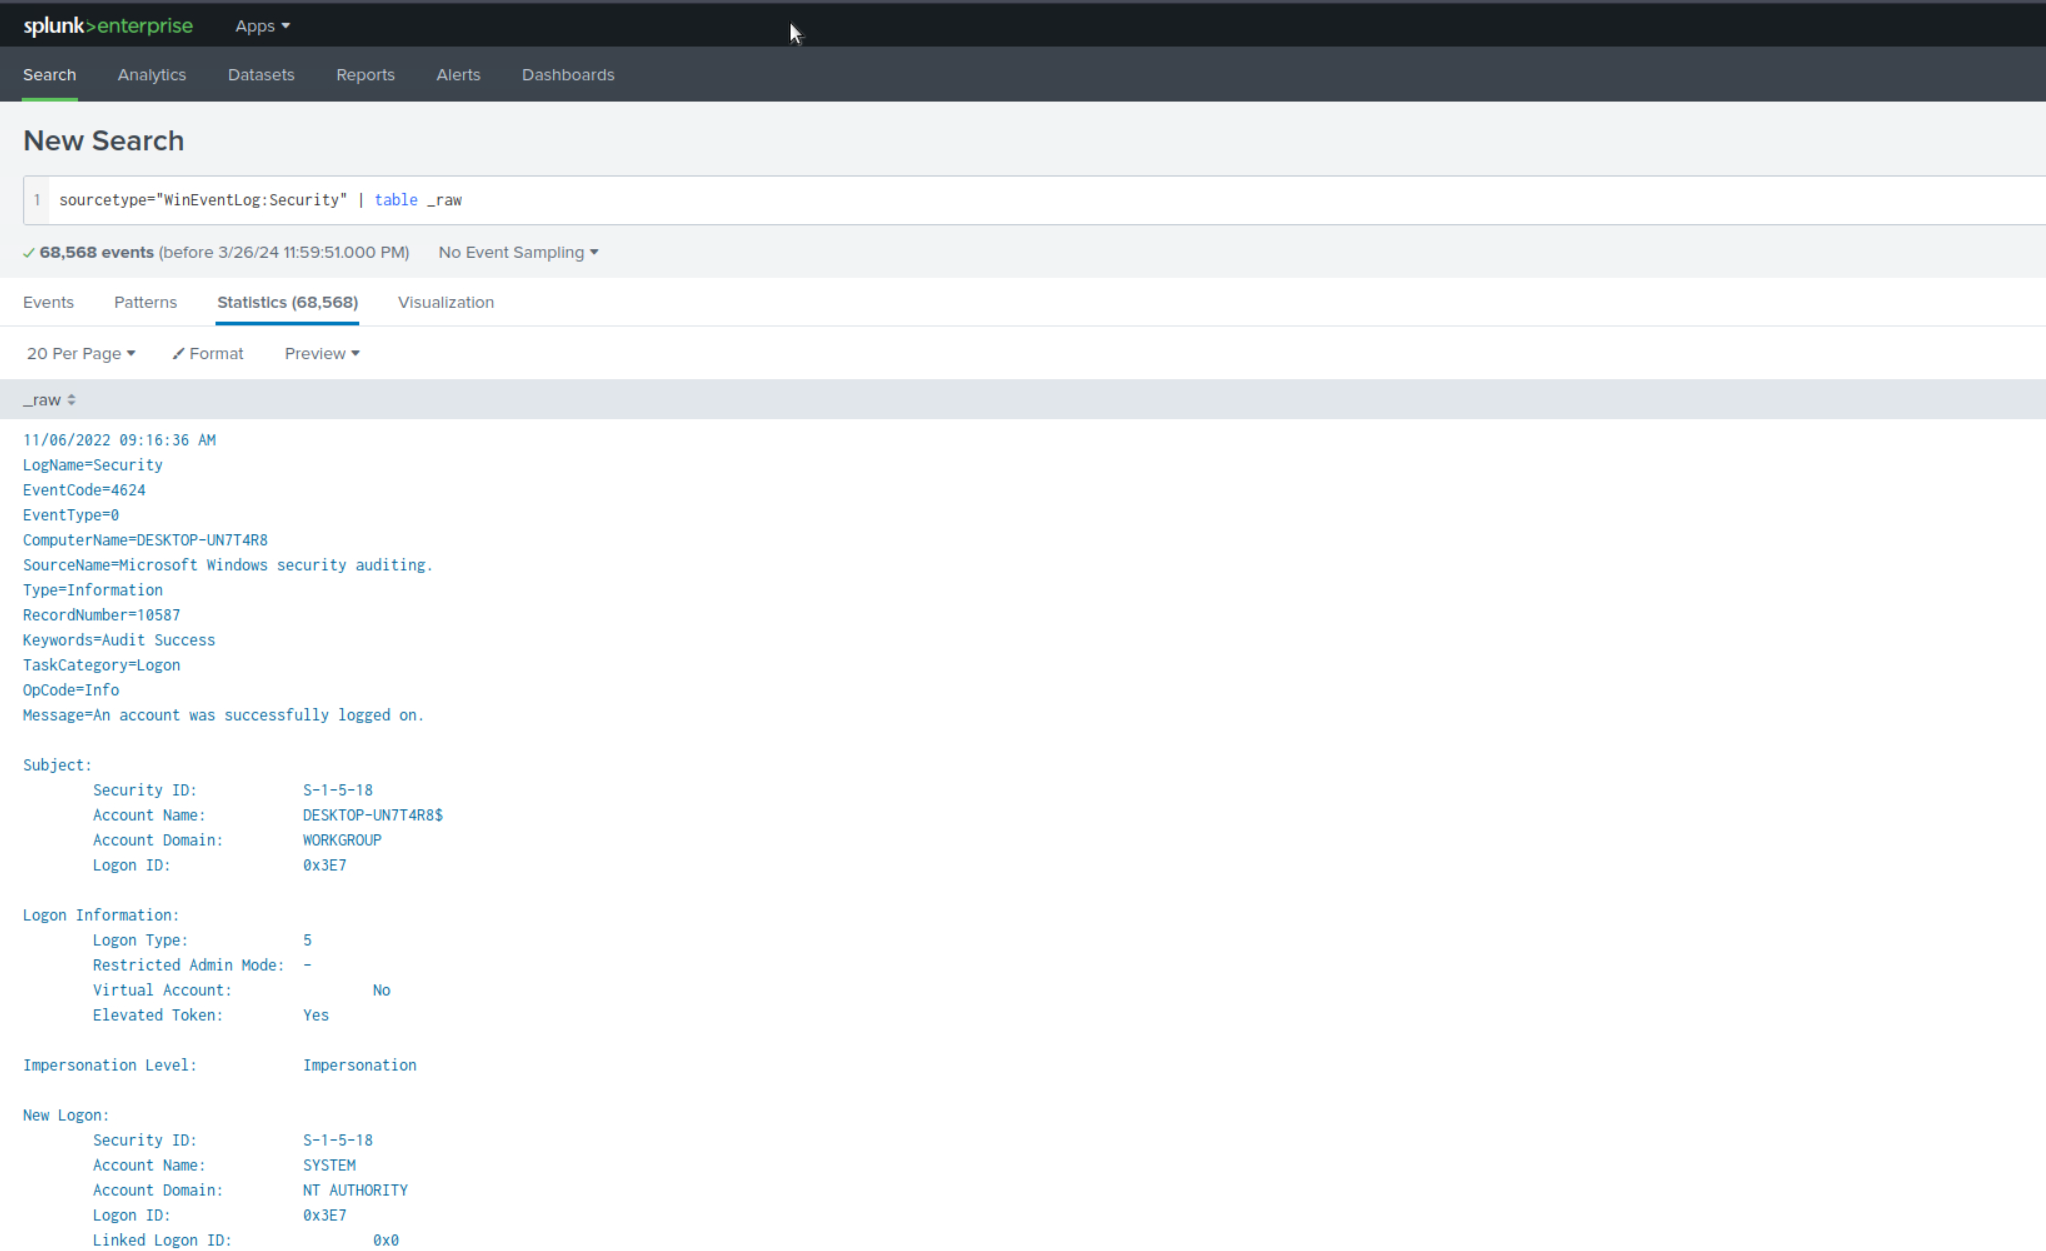 splunk>enterprise Apps
Search Analytics Datasets Reports Alerts Dashboards
New Search
1 sourcetype="WinEventLog:Security" | table _raw
68,568 events (before 3/26/24 11:59:51.000 PM) No Event Sampling
Events Patterns Statistics (68,568) Visualization
20 Per Page Format Preview
_raw
11/06/2022 09:16:36 AM
LogName=Security
EventCode=4624
EventType=0
ComputerName=DESKTOP-UN7T4R8
SourceName=Microsoft Windows security auditing.
Type=Information
RecordNumber=10587
Keywords=Audit Success
TaskCategory=Logon
OpCode=Info
Message=An account was successfully logged on.
Subject:
Security ID: S-1-5-18
Account Name: DESKTOP-UN7T4R8$
Account Domain: WORKGROUP
Logon ID: 0x3E7
Logon Information:
Logon Type: 5
Restricted Admin Mode: -
Virtual Account: No
Elevated Token: Yes
Impersonation Level: Impersonation
New Logon:
Security ID: S-1-5-18
Account Name: SYSTEM
Account Domain: NT AUTHORITY
Logon ID: 0x3E7
Linked Logon ID: 0x0